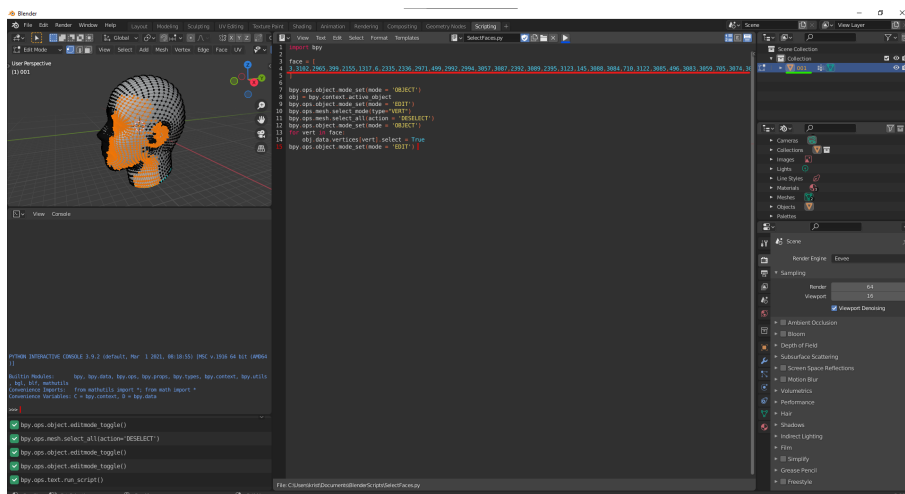 Blender
File Edit Render Window Help Layout Modeling Sculpting UV Editing Texture Paint Shading Animation Rendering Compositing Geometry Nodes Scripting + Scene View Layer
Global
Edit Mode View Select Add Mesh Vertex Edge Face UV
View Text Edit Select Format Templates SelectFaces.py
User Perspective
(1) 001
1 import bpy
2
3 face = [
4 3,3102,2965,399,2155,1317,6,2335,2336,2971,499,2992,2994,3057,3087,2392,3089,2395,3123,145,3088,3084,710,3122,3085,496,3083,3059,705,3074,30
5 ]
6
7 bpy.ops.object.mode_set(mode = 'OBJECT')
8 obj = bpy.context.active_object
9 bpy.ops.object.mode_set(mode = 'EDIT')
10 bpy.ops.mesh.select_mode(type="VERT")
11 bpy.ops.mesh.select_all(action = 'DESELECT')
12 bpy.ops.object.mode_set(mode = 'OBJECT')
13 for vert in face:
14 obj.data.vertices[vert].select = True
15 bpy.ops.object.mode_set(mode = 'EDIT')
View Console
PYTHON INTERACTIVE CONSOLE 3.9.2 (default, Mar 1 2021, 08:18:55) [MSC v.1916 64 bit (AMD64
)]
Builtin Modules: bpy, bpy.data, bpy.ops, bpy.props, bpy.types, bpy.context, bpy.utils
, bgl, blf, mathutils
Convenience Imports: from mathutils import *; from math import *
Convenience Variables: C = bpy.context, D = bpy.data
>>>
bpy.ops.object.editmode_toggle()
bpy.ops.mesh.select_all(action='DESELECT')
bpy.ops.object.editmode_toggle()
bpy.ops.object.editmode_toggle()
bpy.ops.text.run_script()
File: C:\Users\krist\Documents\BlenderScripts\SelectFaces.py
Scene Collection
Collection
001
Cameras
Collections
Images
Lights
Line Styles
Materials
Meshes
Objects
Palettes
Scene
Render Engine Eevee
Sampling
Render 64
Viewport 16
Viewport Denoising
Ambient Occlusion
Bloom
Depth of Field
Subsurface Scattering
Screen Space Reflections
Motion Blur
Volumetrics
Performance
Hair
Shadows
Indirect Lighting
Film
Simplify
Grease Pencil
Freestyle